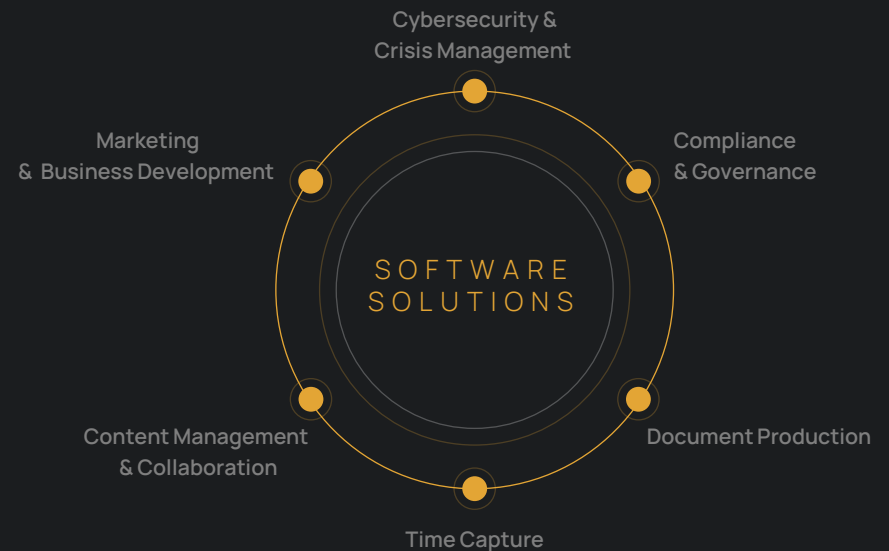 Cybersecurity &
Crisis Management
Marketing
& Business Development
Compliance
& Governance
SOFTWARE
SOLUTIONS
Content Management
& Collaboration
Document Production
Time Capture